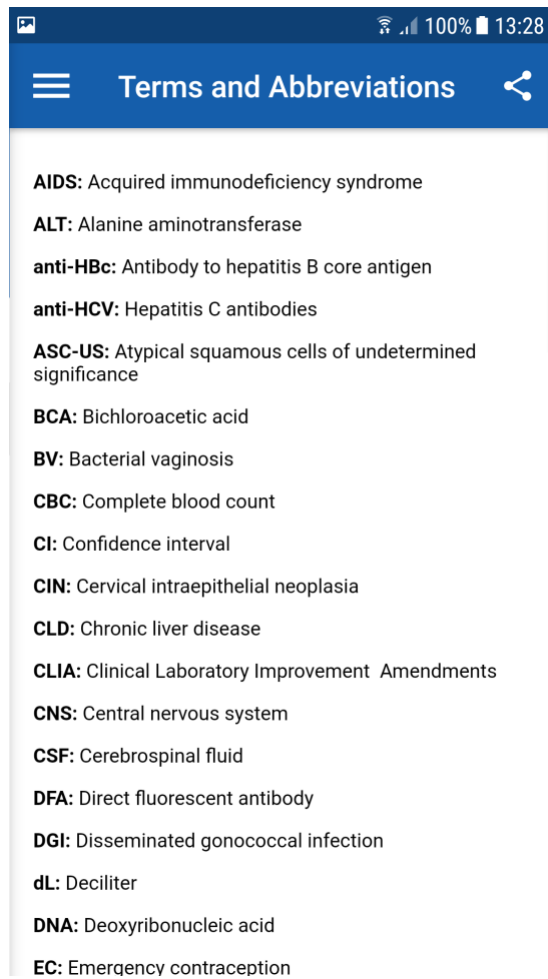 100% 13:28
Terms and Abbreviations
AIDS: Acquired immunodeficiency syndrome
ALT: Alanine aminotransferase
anti-HBc: Antibody to hepatitis B core antigen
anti-HCV: Hepatitis C antibodies
ASC-US: Atypical squamous cells of undetermined
significance
BCA: Bichloroacetic acid
BV: Bacterial vaginosis
CBC: Complete blood count
CI: Confidence interval
CIN: Cervical intraepithelial neoplasia
CLD: Chronic liver disease
CLIA: Clinical Laboratory Improvement  Amendments
CNS: Central nervous system
CSF: Cerebrospinal fluid
DFA: Direct fluorescent antibody
DGI: Disseminated gonococcal infection
dL: Deciliter
DNA: Deoxyribonucleic acid
EC: Emergency contraception